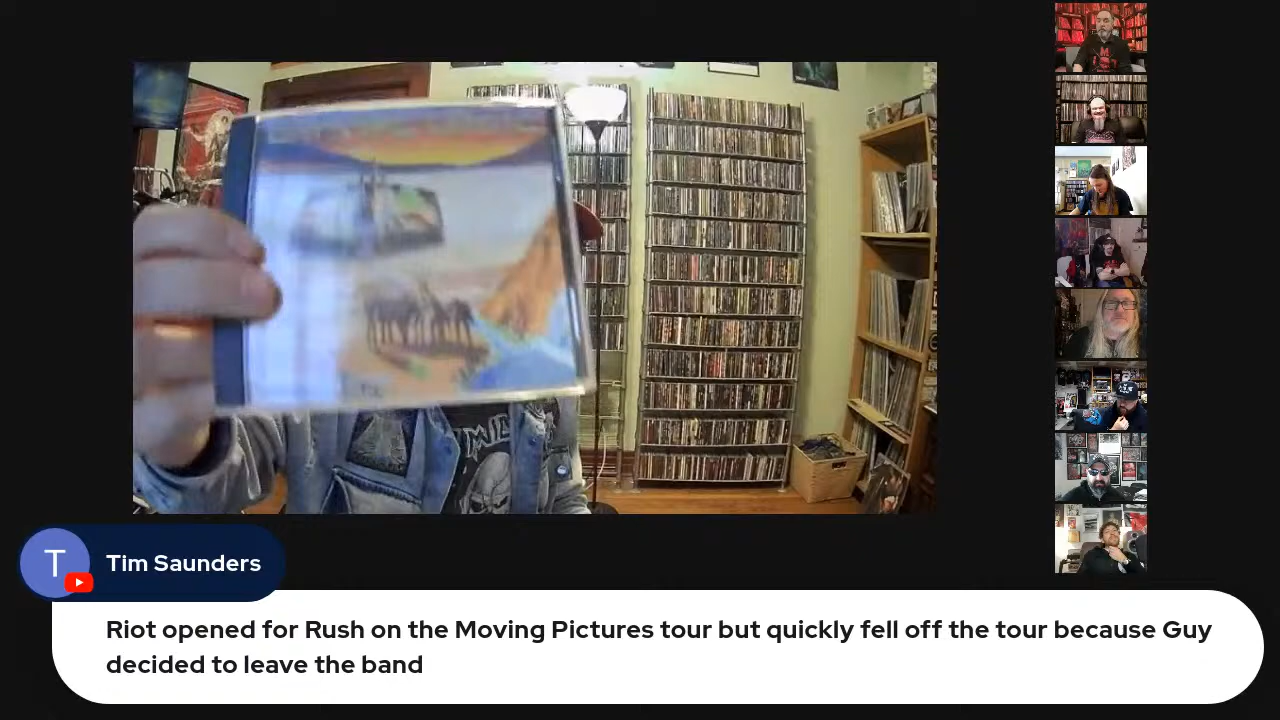 T
Tim Saunders
Riot opened for Rush on the Moving Pictures tour but quickly fell off the tour because Guy
decided to leave the band